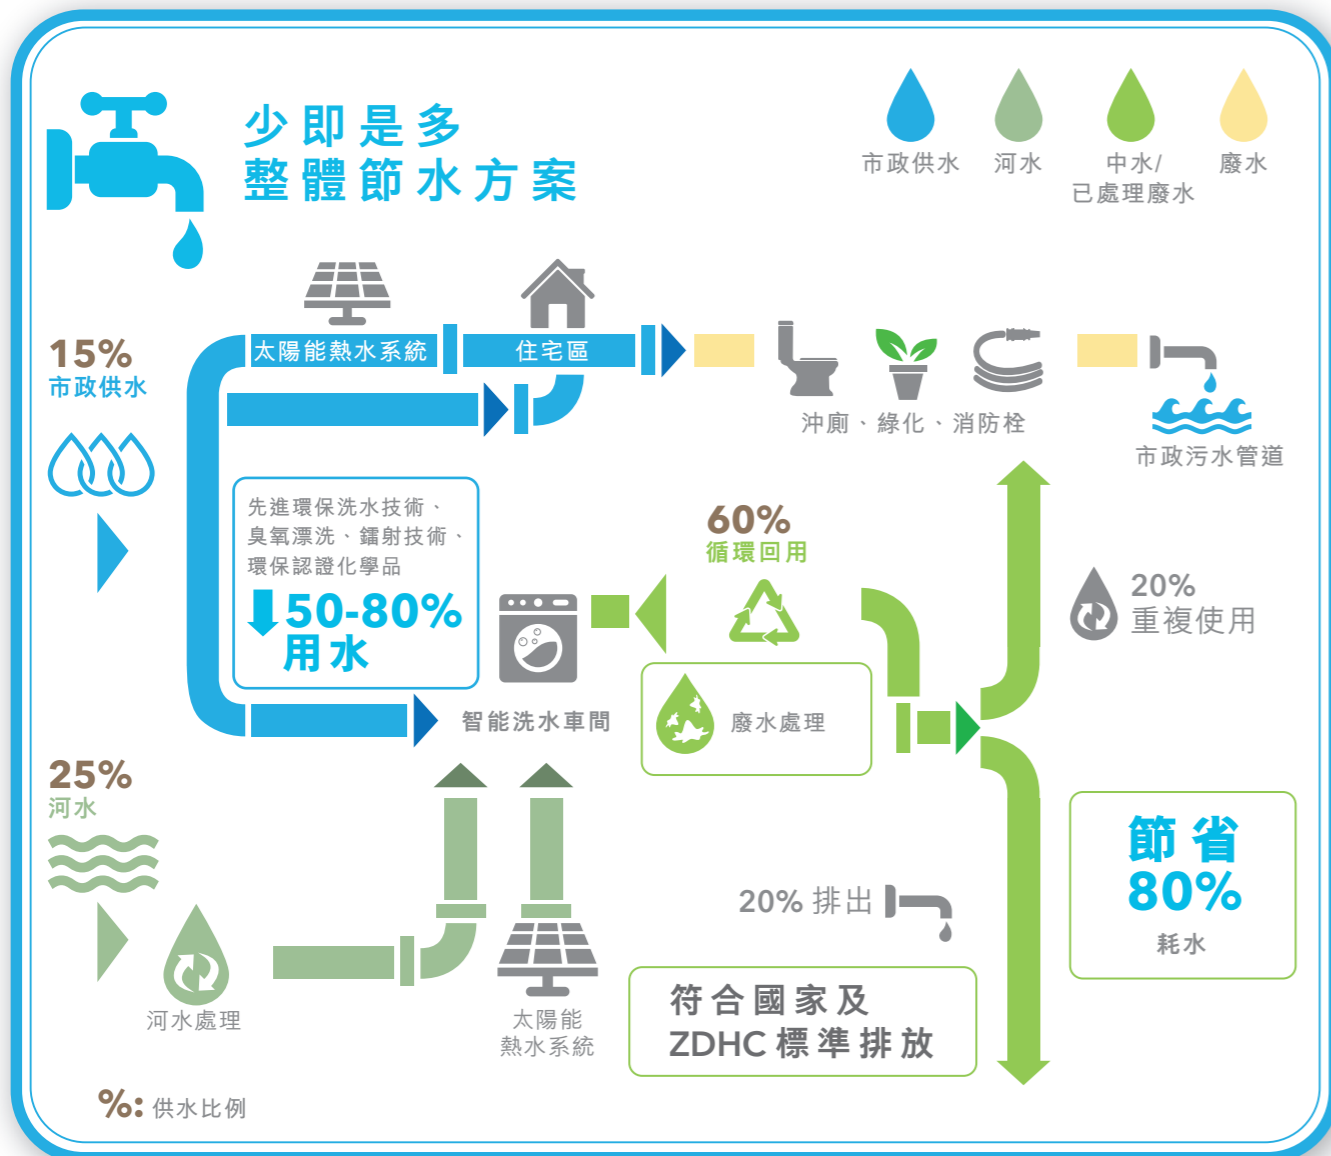 少即是多
整體節水方案
市政供水
河水
中水/
已處理廢水
廢水
15%
市政供水
太陽能熱水系統
住宅區
沖廁、綠化、消防栓
市政污水管道
先進環保洗水技術、
臭氧漂洗、鐳射技術、
環保認證化學品
50-80%
用水
60%
循環回用
20%
重複使用
智能洗水車間
廢水處理
25%
河水
河水處理
太陽能
熱水系統
20% 排出
節省
80%
耗水
符合國家及
ZDHC 標準排放
%: 供水比例